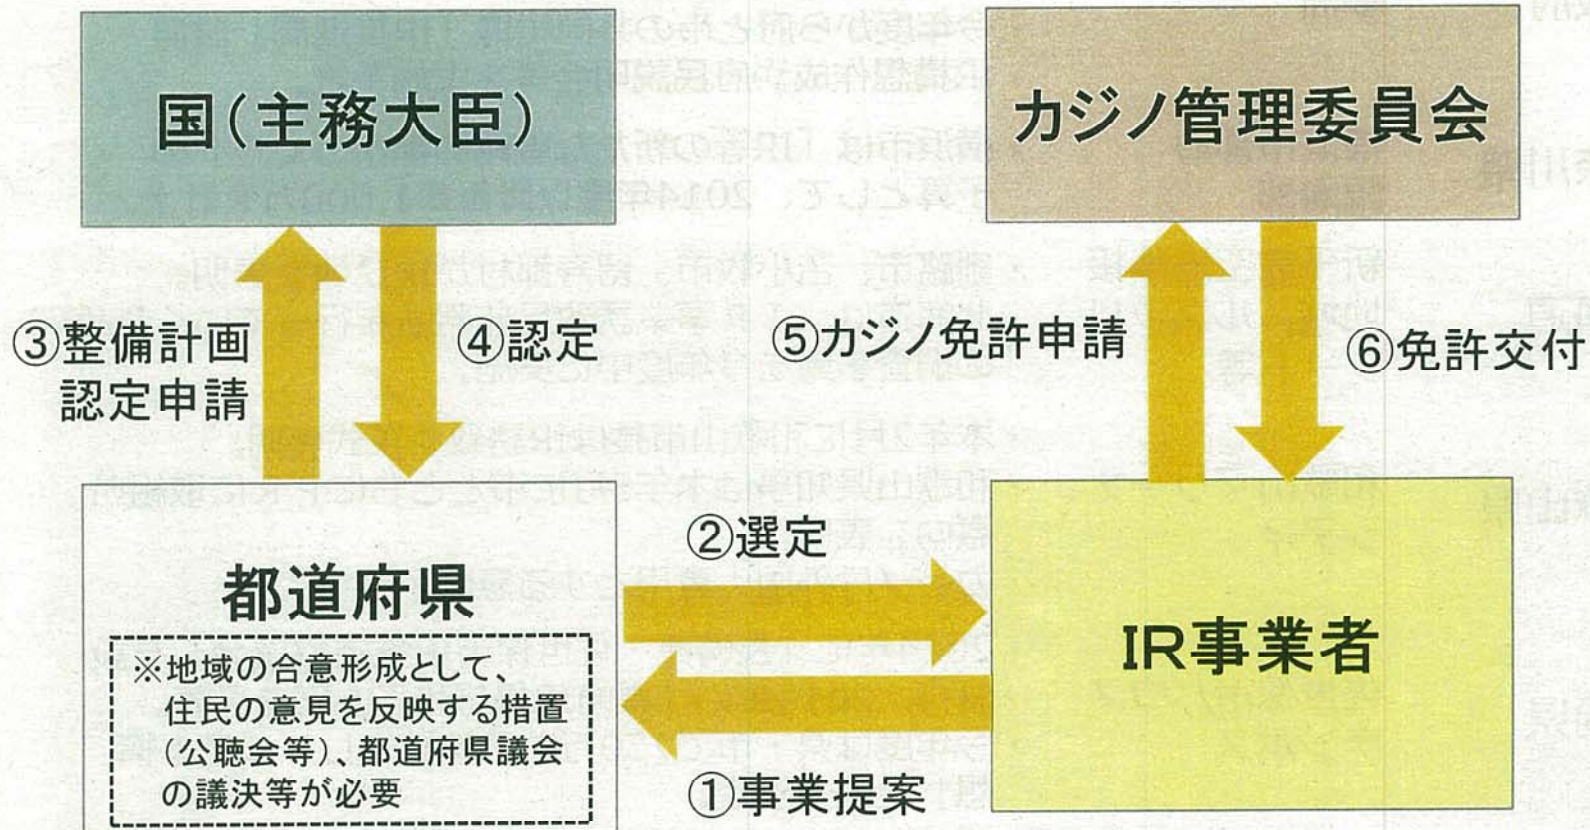 国(主務大臣)
カジノ管理委員会
③整備計画
認定申請
④認定
⑤カジノ免許申請
⑥免許交付
都道府県
※地域の合意形成として、
住民の意見を反映する措置
(公聴会等)、都道府県議会
の議決等が必要
②選定
①事業提案
IR事業者